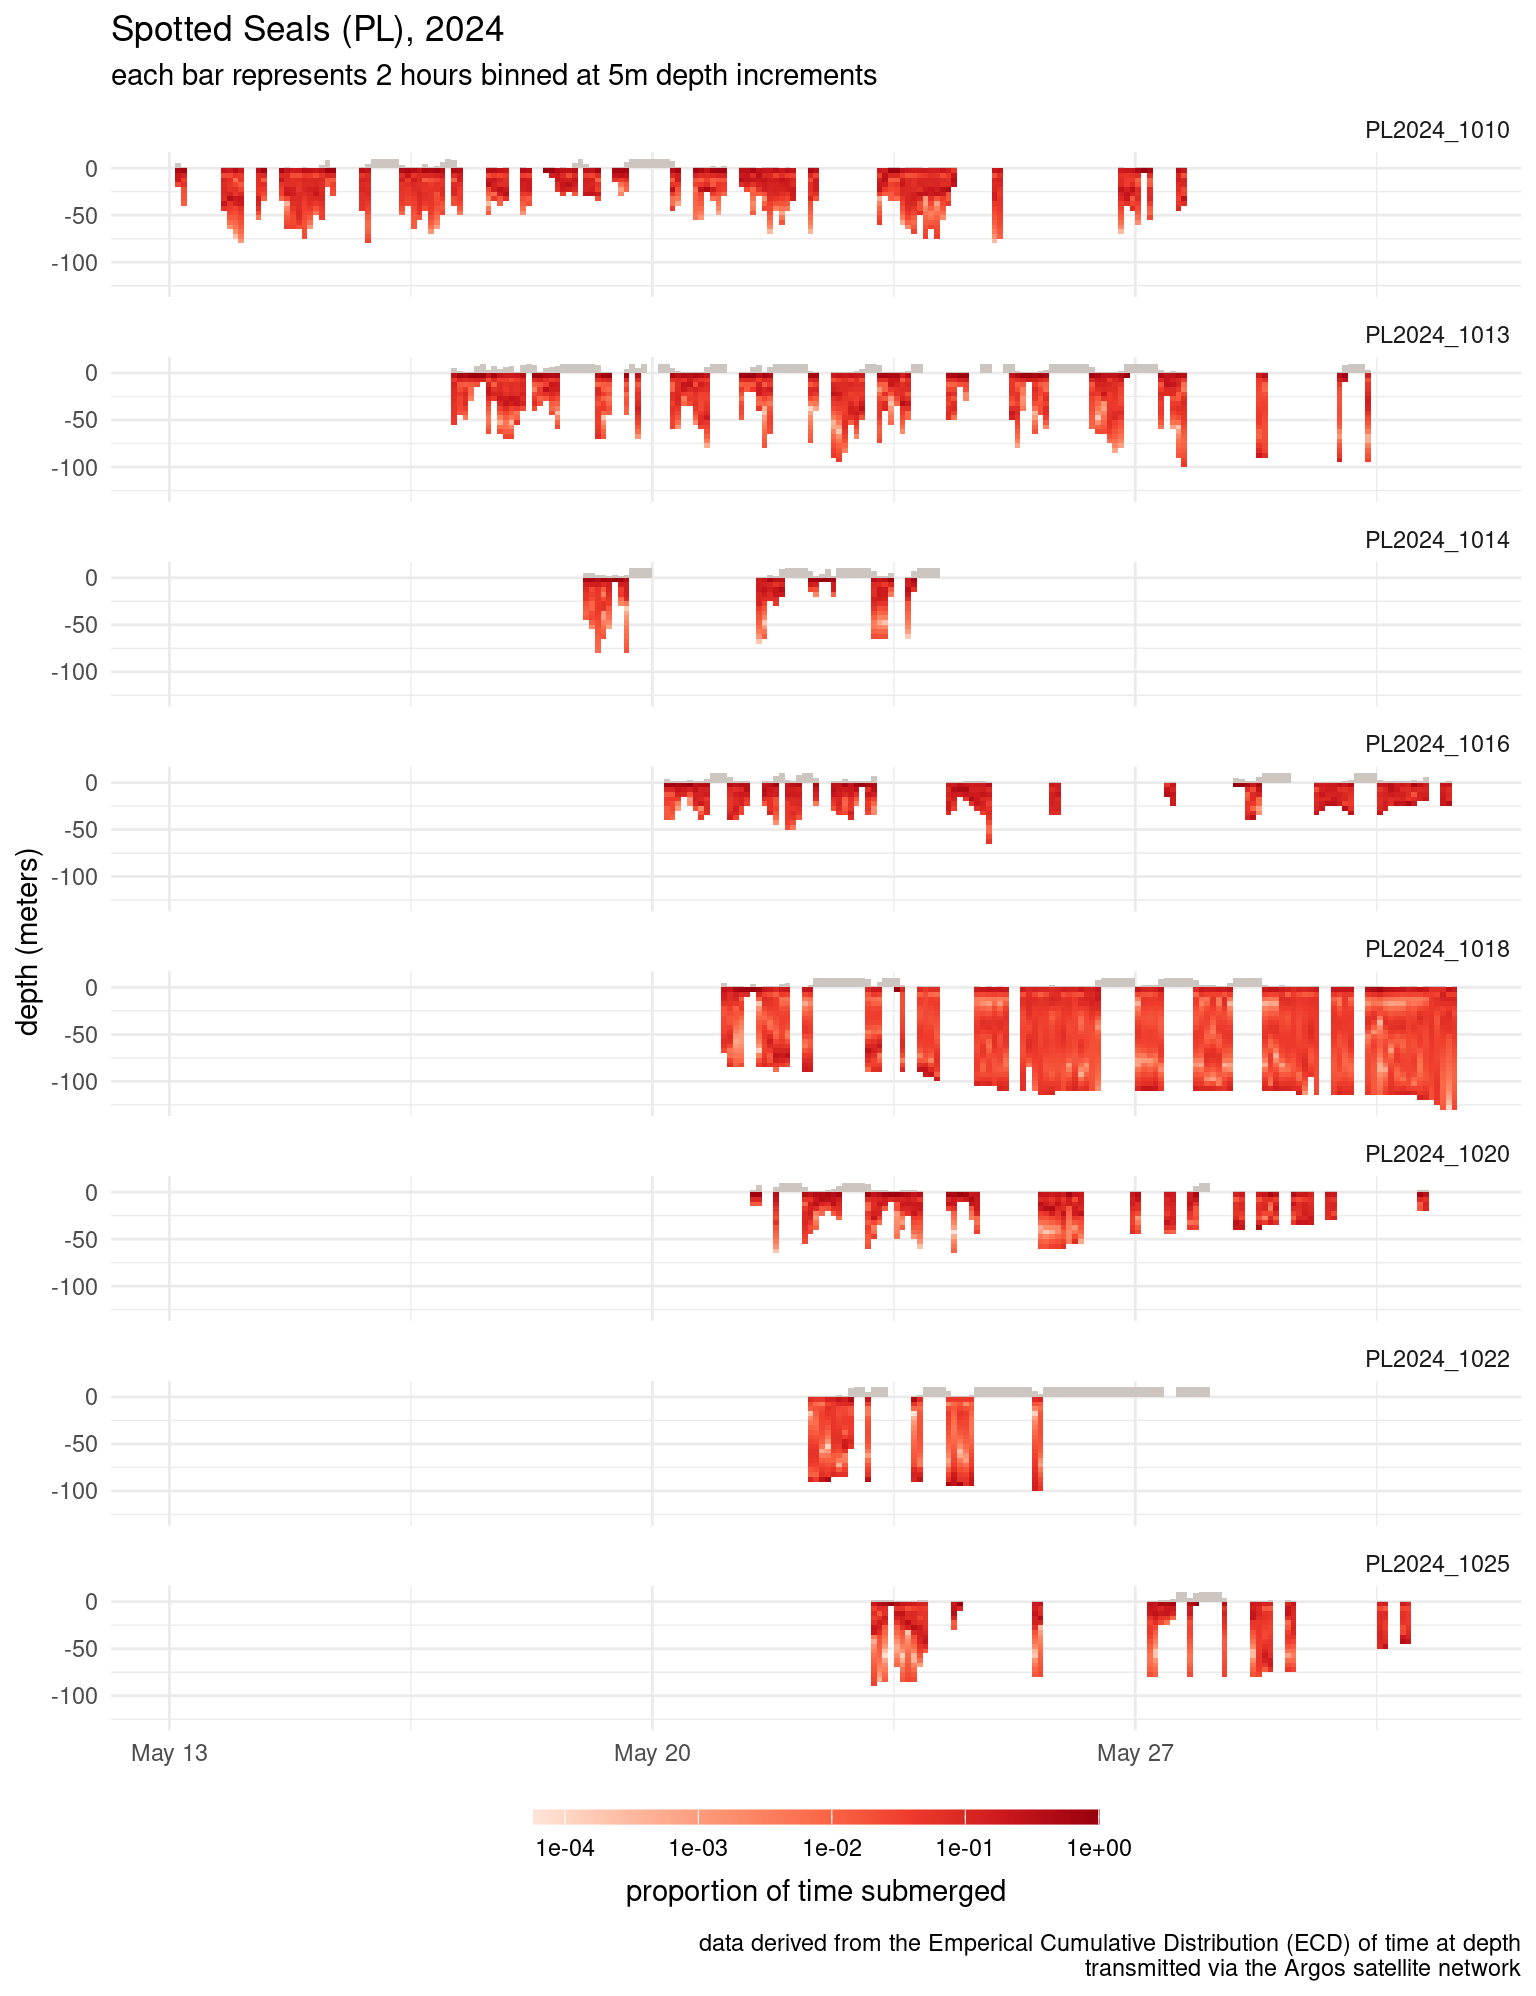 Spotted Seals (PL), 2024
each bar represents 2 hours binned at 5m depth increments
PL2024_1010
0
-50
-100
PL2024_1013
0
-50
-100
PL2024_1014
0
-50
-100
PL2024_1016
0
-50
-100
depth (meters)
PL2024_1018
0
-50
-100
PL2024_1020
0
-50
-100
PL2024_1022
0
-50
-100
PL2024_1025
0
-50
-100
May 13 May 20 May 27
1e-04 1e-03 1e-02 1e-01 1e+00
proportion of time submerged
data derived from the Emperical Cumulative Distribution (ECD) of time at depth
transmitted via the Argos satellite network